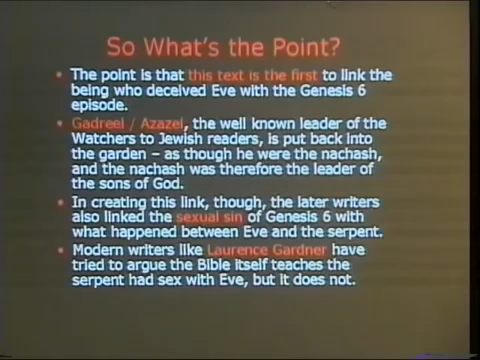 So What's the Point?
• The point is that this text is the first to link the
being who deceived Eve with the Genesis 6
episode.
• Gadreel / Azazel, the well known leader of the
Watchers to Jewish readers, is put back into
the garden – as though he were the nachash,
and the nachash was therefore the leader of
the sons of God.
• In creating this link, though, the later writers
also linked the sexual sin of Genesis 6 with
what happened between Eve and the serpent.
• Modern writers like Laurence Gardner have
tried to argue the Bible itself teaches the
serpent had sex with Eve, but it does not.